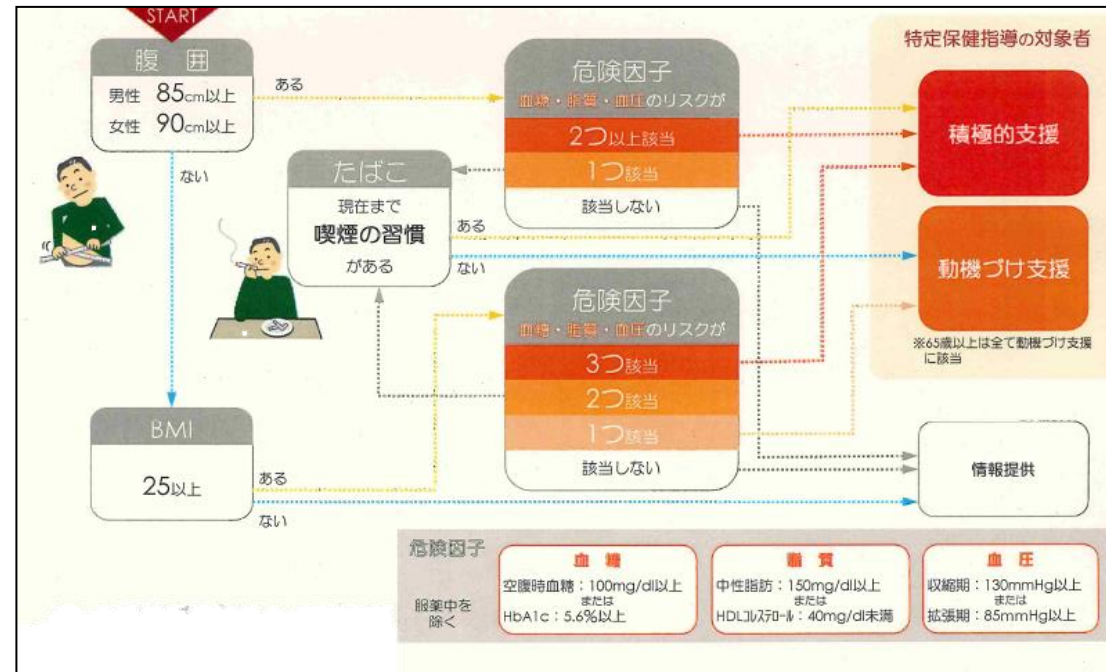 START
腹囲
男性 85cm以上
女性 90cm以上
ある
ない
たばこ
現在まで
喫煙の習慣
がある
ある
ない
危険因子
血糖・脂質・血圧のリスクが
2つ以上該当
1つ該当
該当しない
特定保健指導の対象者
積極的支援
動機づけ支援
※65歳以上は全て動機づけ支援
に該当
危険因子
血糖・脂質・血圧のリスクが
3つ該当
2つ該当
1つ該当
該当しない
BMI
25以上
ある
ない
情報提供
危険因子
服薬中を
除く
血糖
空腹時血糖：100mg/dl以上
または
HbA1c：5.6%以上
脂質
中性脂肪：150mg/dl以上
または
HDLコレステロール：40mg/dl未満
血圧
収縮期：130mmHg以上
または
拡張期：85mmHg以上